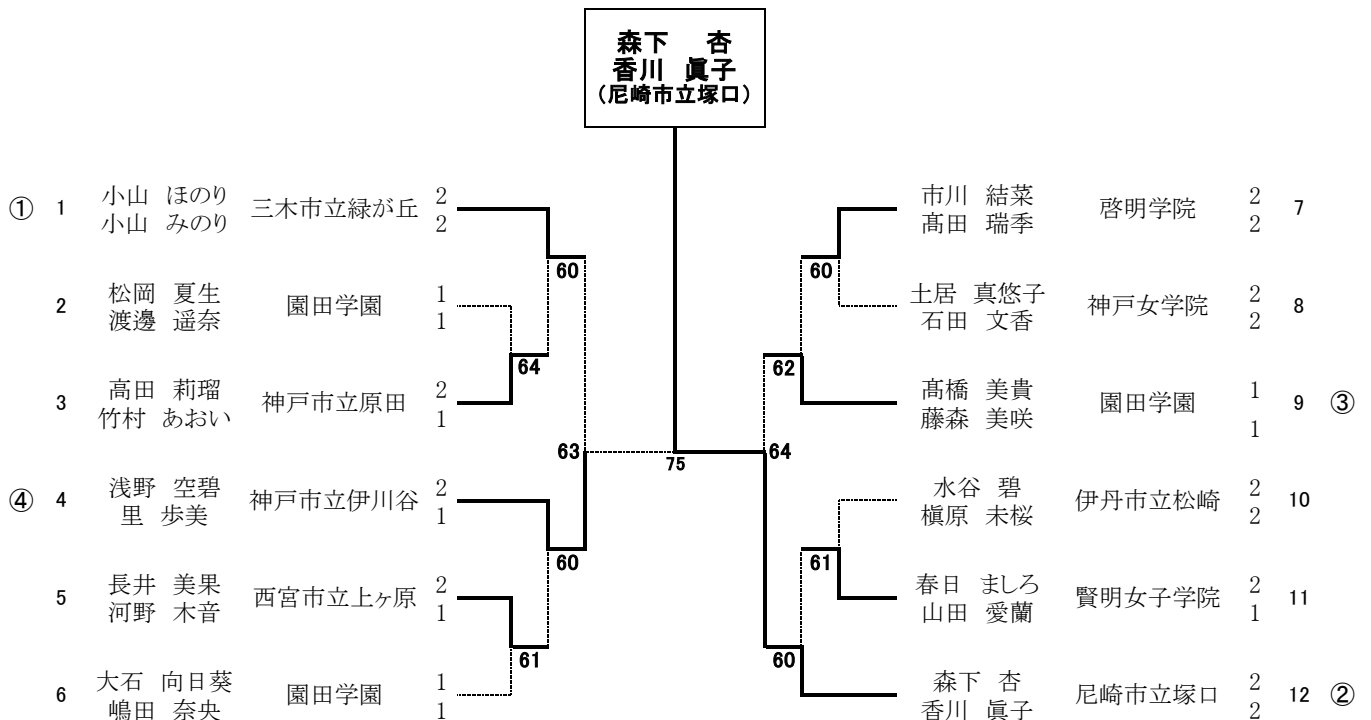 森下 杏
香川 眞子
(尼崎市立塚口)
① 1 小山 ほのり 三木市立緑が丘 2
小山 みのり 2
60
2 松岡 夏生 園田学園 1
渡邊 遥奈 1
64
3 高田 莉瑠 神戸市立原田 2
竹村 あおい 1
63
④ 4 浅野 空碧 神戸市立伊川谷 2
里 歩美 1
60
5 長井 美果 西宮市立上ヶ原 2
河野 木音 1
61
6 大石 向日葵 園田学園 1
嶋田 奈央 1
75
市川 結菜 啓明学院 2 7
髙田 瑞季 2
60
土居 真悠子 神戸女学院 2 8
石田 文香 2
62
髙橋 美貴 園田学園 1 9 ③
藤森 美咲 1
64
水谷 碧 伊丹市立松崎 2 10
槇原 未桜 2
61
春日 ましろ 賢明女子学院 2 11
山田 愛蘭 1
60
森下 杏 尼崎市立塚口 2 12 ②
香川 眞子 2